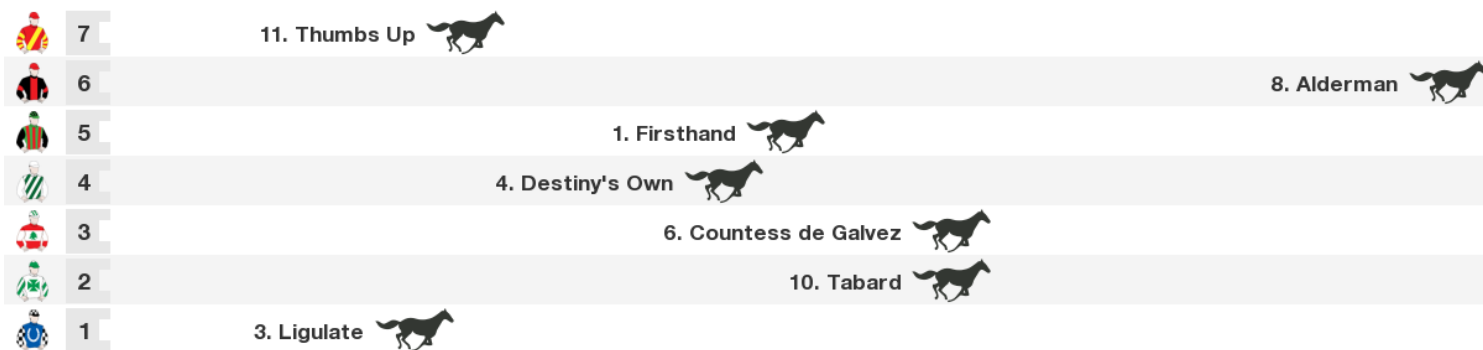 7 11. Thumbs Up
6 8. Alderman
5 1. Firsthand
4 4. Destiny's Own
3 6. Countess de Galvez
2 10. Tabard
1 3. Ligulate